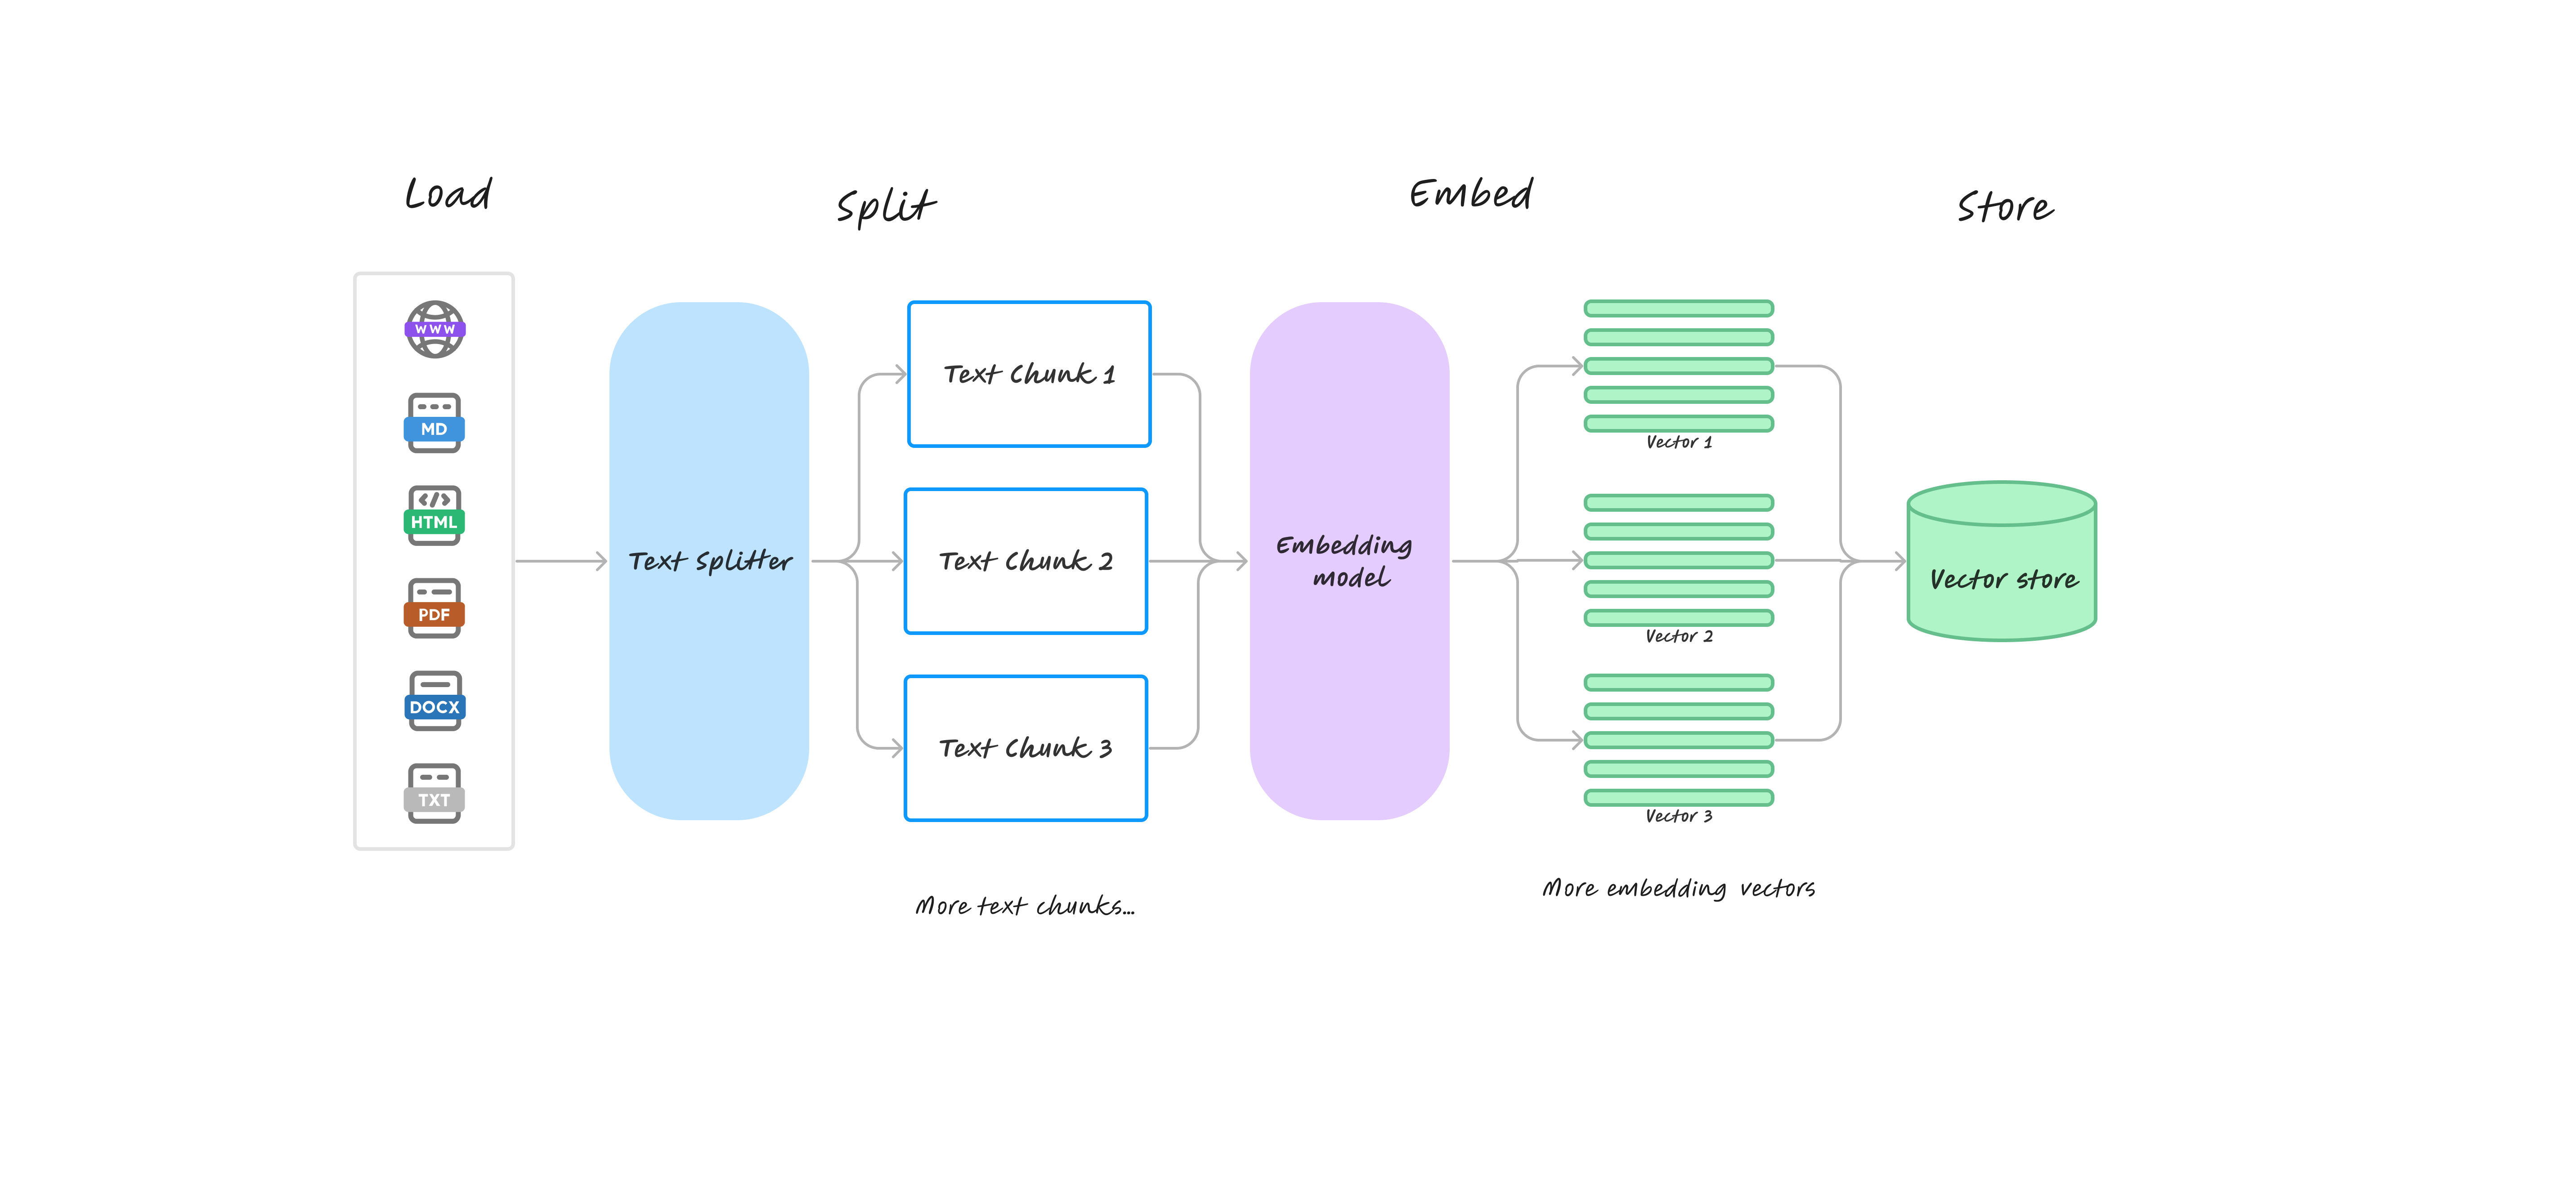 Load
Split
Embed
Store
WWW
MD
HTML
PDF
DOCX
TXT
Text Splitter
Text Chunk 1
Text Chunk 2
Text Chunk 3
More text chunks...
Embedding
model
Vector 1
Vector 2
Vector 3
More embedding vectors
Vector store